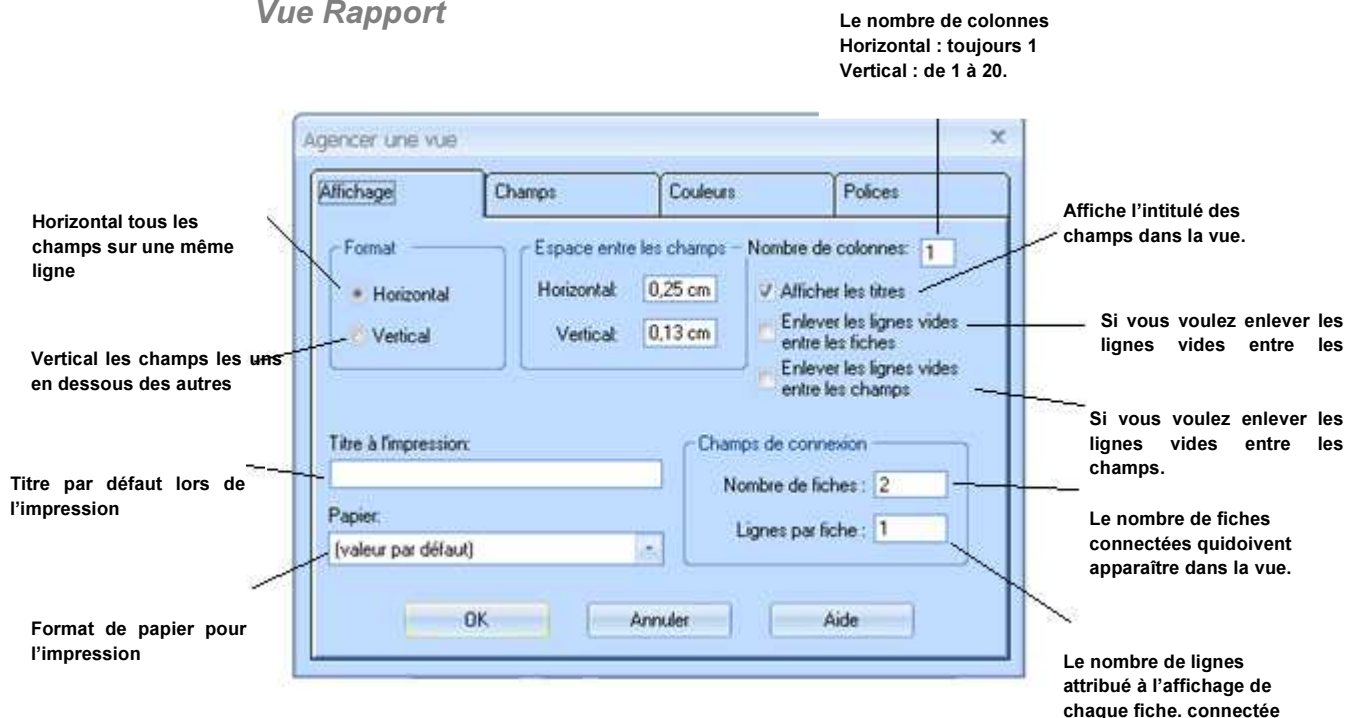 Vue Rapport
Le nombre de colonnes
Horizontal : toujours 1
Vertical : de 1 à 20.
Agencer une vue
Affichage
Champs
Couleurs
Polices
Horizontal tous les
champs sur une même
ligne
Vertical les champs les uns
en dessous des autres
Format
Horizontal
Vertical
Espace entre les champs
Horizontal: 0,25 cm
Vertical: 0,13 cm
Nombre de colonnes: 1
Afficher les titres
Enlever les lignes vides
entre les fiches
Enlever les lignes vides
entre les champs
Affiche l’intitulé des
champs dans la vue.
Si vous voulez enlever les
lignes vides entre les
Si vous voulez enlever les
lignes vides entre les
champs.
Titre par défaut lors de
l’impression
Titre à l'impression:
Papier:
(valeur par défaut)
Champs de connexion
Nombre de fiches : 2
Lignes par fiche : 1
Le nombre de fiches
connectées quidoivent
apparaître dans la vue.
Format de papier pour
l’impression
OK
Annuler
Aide
Le nombre de lignes
attribué à l’affichage de
chaque fiche. connectée